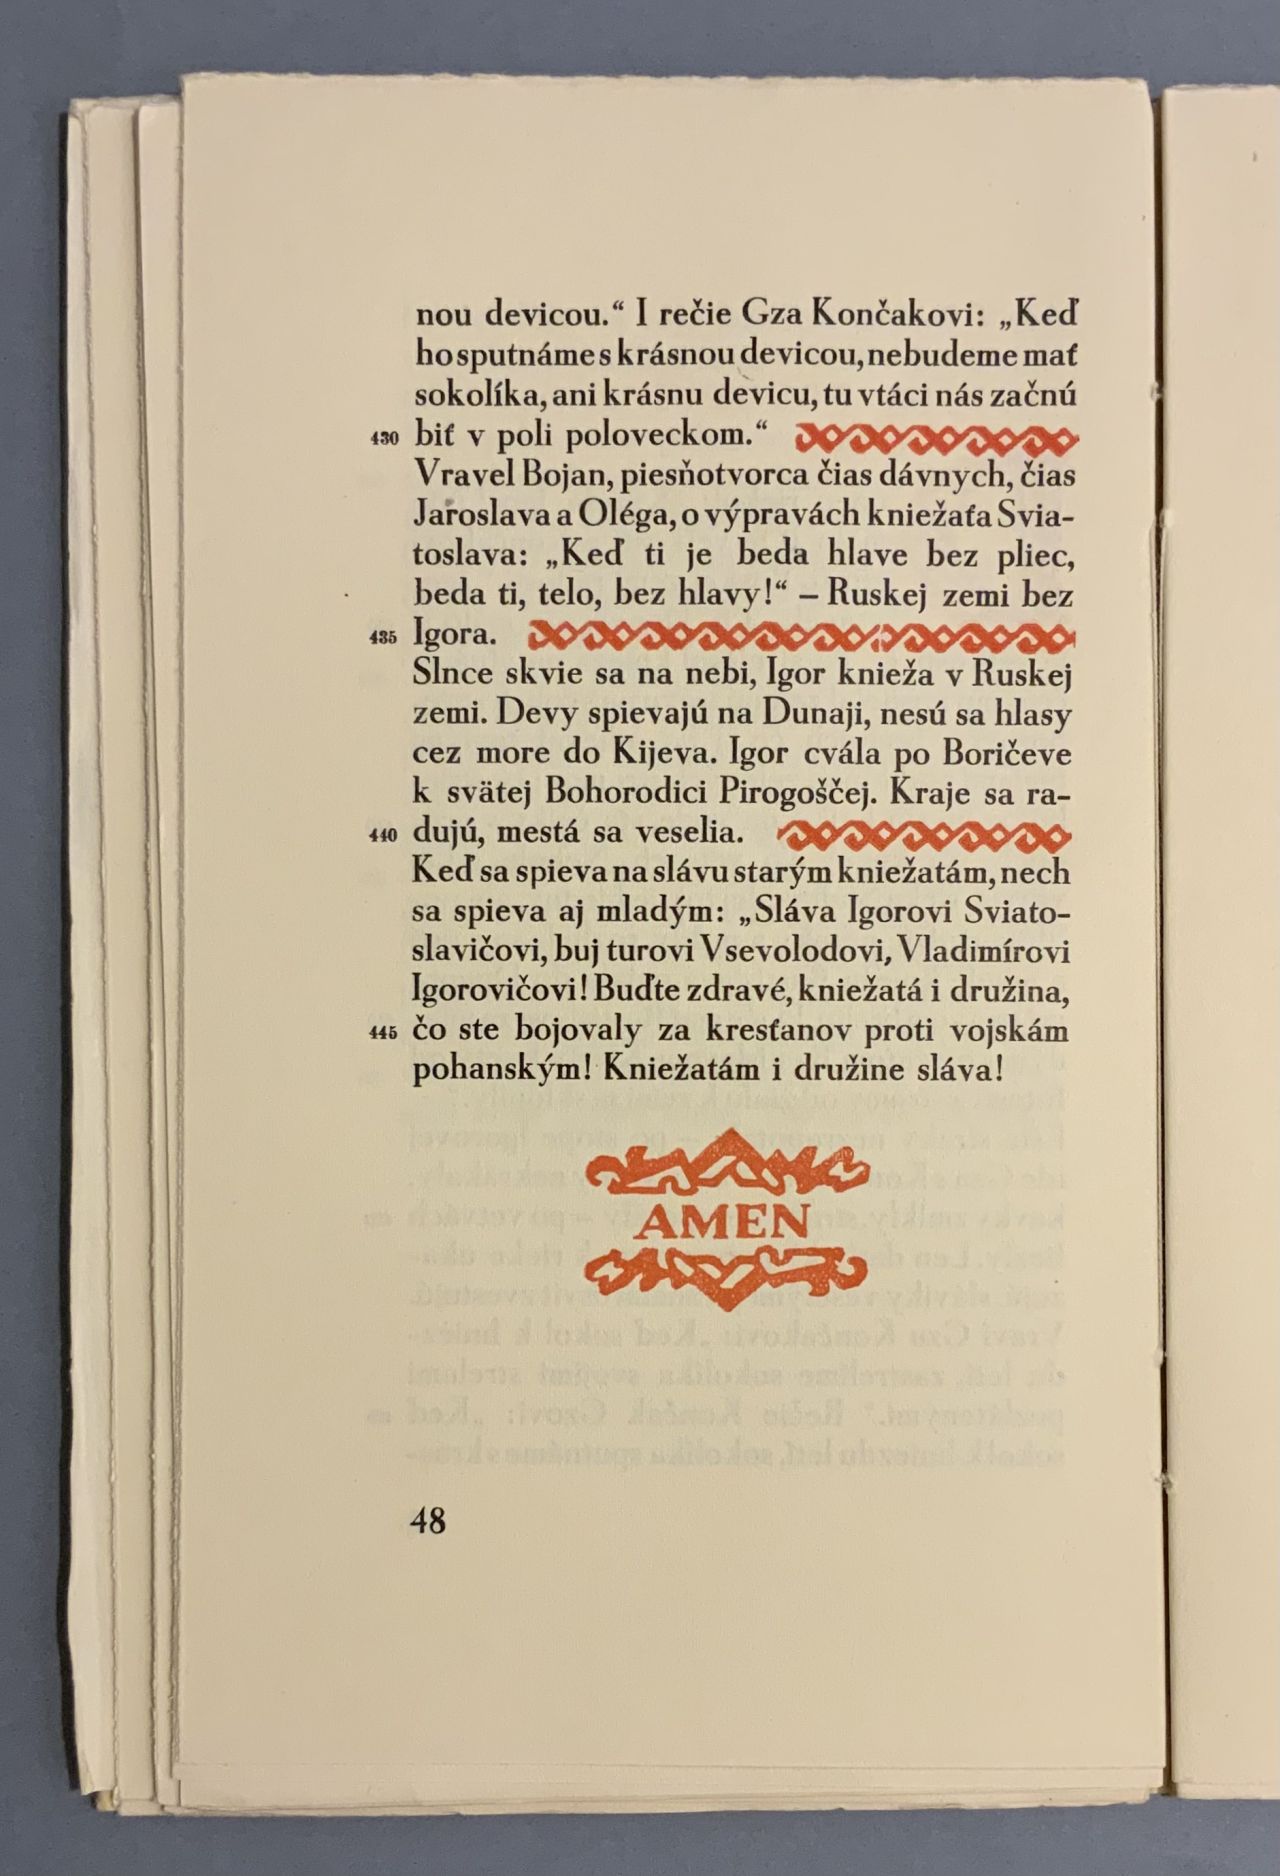 nou devicou.“ I rečie Gza Končakovi: „Keď
ho sputnáme s krásnou devicou, nebudeme mať
sokolíka, ani krásnu devicu, tu vtáci nás začnú
430 biť v poli poloveckom.“
Vravel Bojan, piesňotvorca čias dávnych, čias
Jaroslava a Oléga, o výpravách kniežaťa Svia-
toslava: „Keď ti je beda hlave bez pliec,
beda ti, telo, bez hlavy!“ – Ruskej zemi bez
435 Igora.
Slnce skvie sa na nebi, Igor knieža v Ruskej
zemi. Devy spievajú na Dunaji, nesú sa hlasy
cez more do Kijeva. Igor cvála po Boričeve
k svätej Bohorodici Pirogoščej. Kraje sa ra-
440 dujú, mestá sa veselia.
Keď sa spieva na slávu starým kniežatám, nech
sa spieva aj mladým: „Sláva Igorovi Sviato-
slavičovi, buj turovi Vsevolodovi, Vladimírovi
Igorovičovi! Buďte zdravé, kniežatá i družina,
445 čo ste bojovaly za kresťanov proti vojskám
pohanským! Kniežatám i družine sláva!
AMEN
48